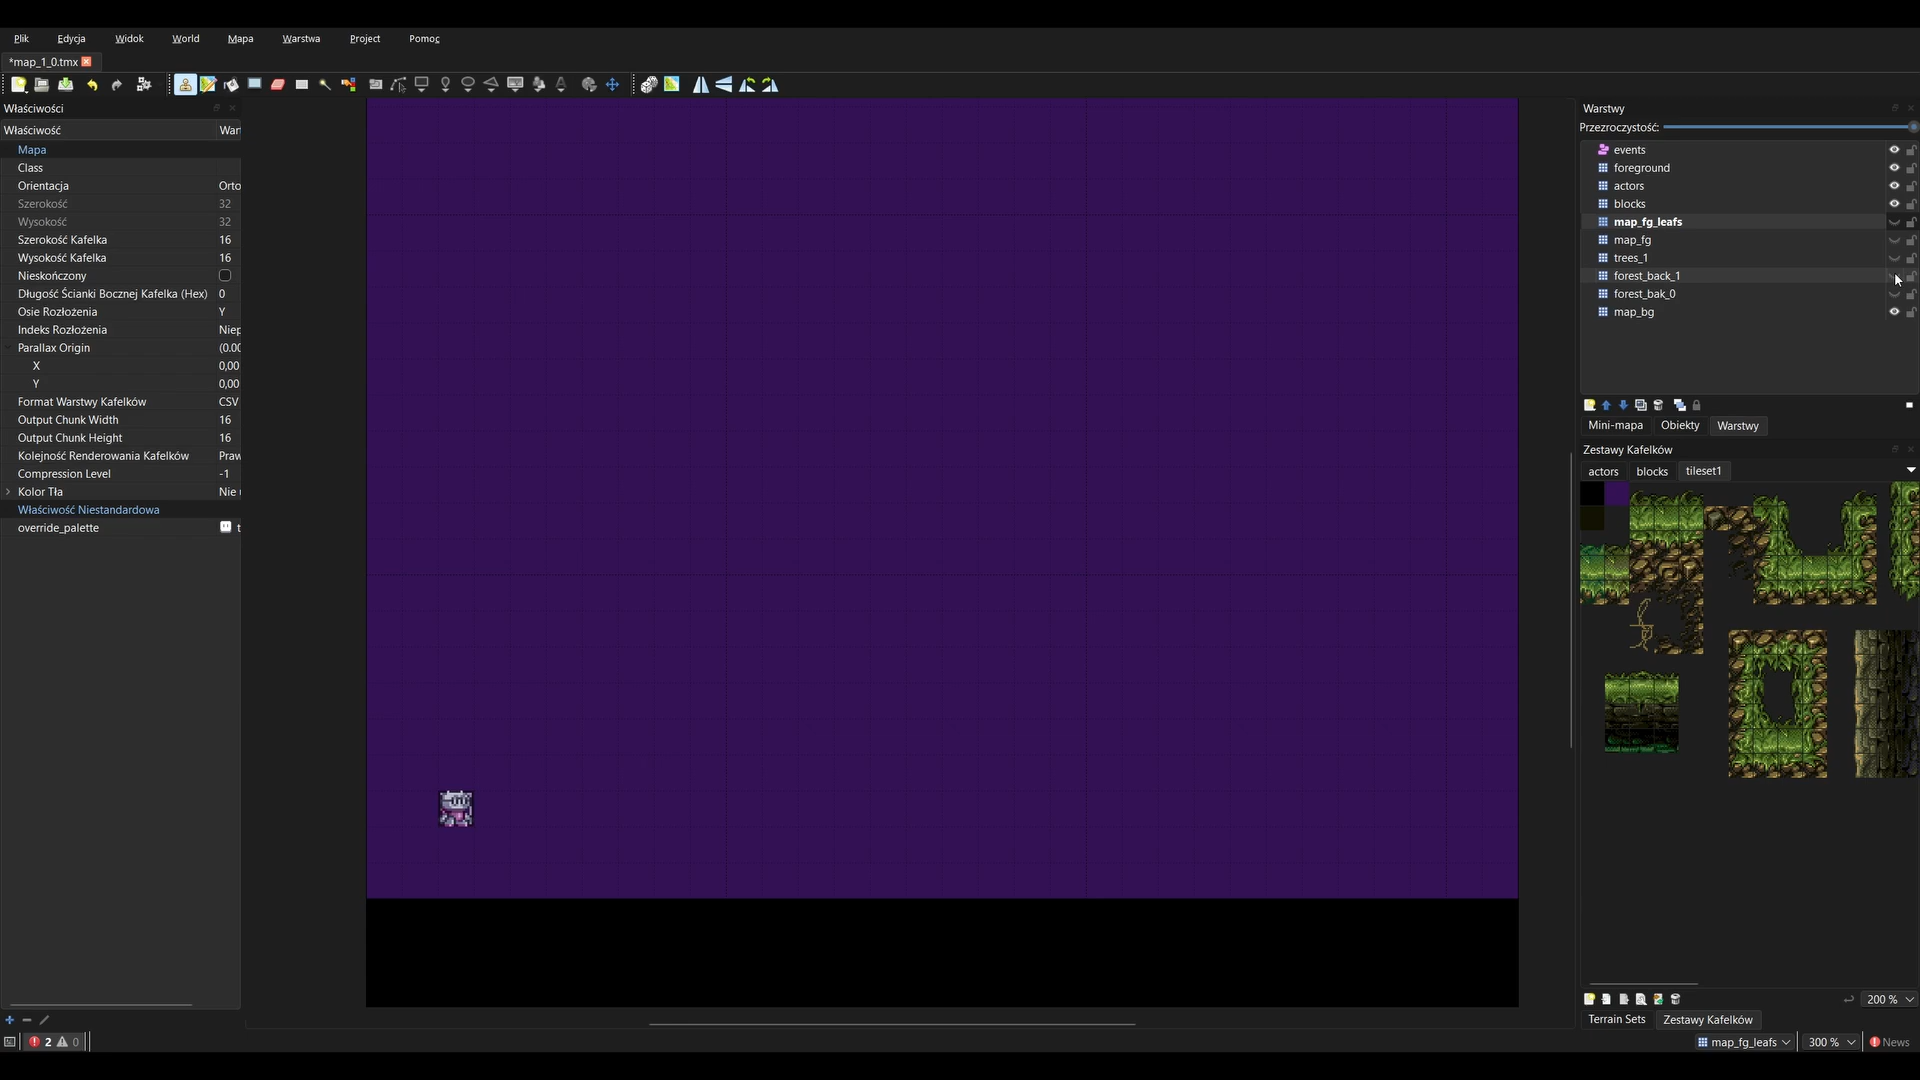 Plik Edycja Widok World Mapa Warstwa Project Pomoc
*map_1_0.tmx
Właściwości
Właściwość
Mapa
Class
Orientacja Orto
Szerokość 32
Wysokość 32
Szerokość Kafelka 16
Wysokość Kafelka 16
Nieskończony
Długość Ścianki Bocznej Kafelka (Hex) 0
Osie Rozłożenia Y
Indeks Rozłożenia Niep
Parallax Origin (0.00
X 0,00
Y 0,00
Format Warstwy Kafelków CSV
Output Chunk Width 16
Output Chunk Height 16
Kolejność Renderowania Kafelków Praw
Compression Level -1
Kolor Tła Nie
Właściwość Niestandardowa
override_palette t
2 0
Warstwy
Przezroczystość:
events
foreground
actors
blocks
map_fg_leafs
map_fg
trees_1
forest_back_1
forest_bak_0
map_bg
Mini-mapa Obiekty Warstwy
Zestawy Kafelków
actors blocks tileset1
200 %
Terrain Sets Zestawy Kafelków
map_fg_leafs 300 % News